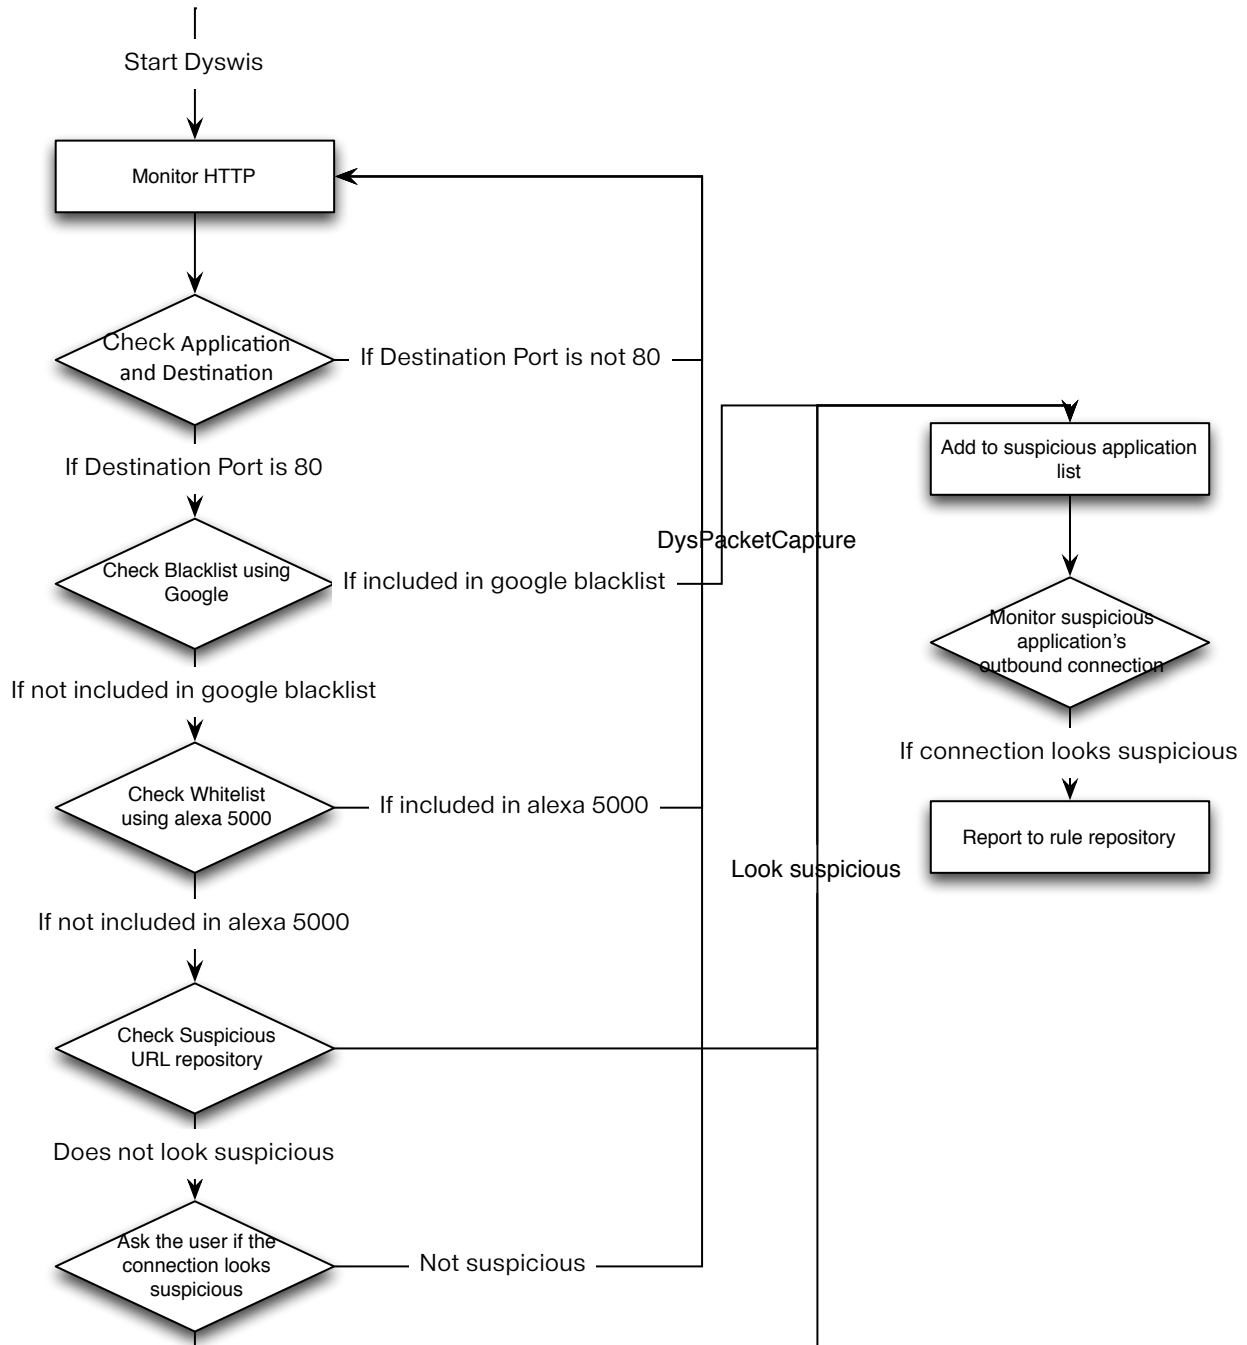 Start Dyswis
Monitor HTTP
Check Application
and Destination
If Destination Port is not 80
If Destination Port is 80
Check Blacklist using
Google
If included in google blacklist
DysPacketCapture
If not included in google blacklist
Check Whitelist
using alexa 5000
If included in alexa 5000
If not included in alexa 5000
Look suspicious
Check Suspicious
URL repository
Does not look suspicious
Ask the user if the
connection looks
suspicious
Not suspicious
Add to suspicious application
list
Monitor suspicious
application's
outbound connection
If connection looks suspicious
Report to rule repository